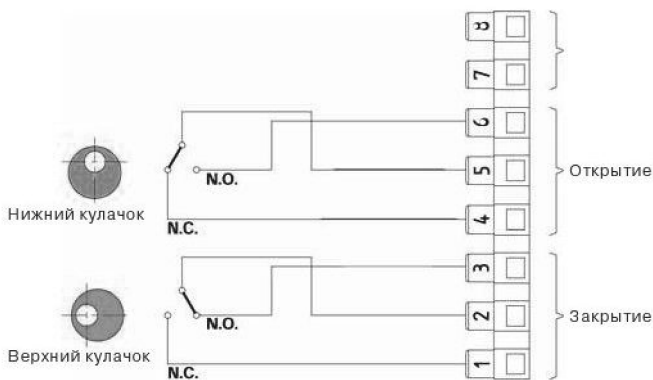 8
7
6
N.O.
5
Открытие
Нижний кулачок
N.C.
4
3
N.O.
2
Закрытие
Верхний кулачок
N.C.
1